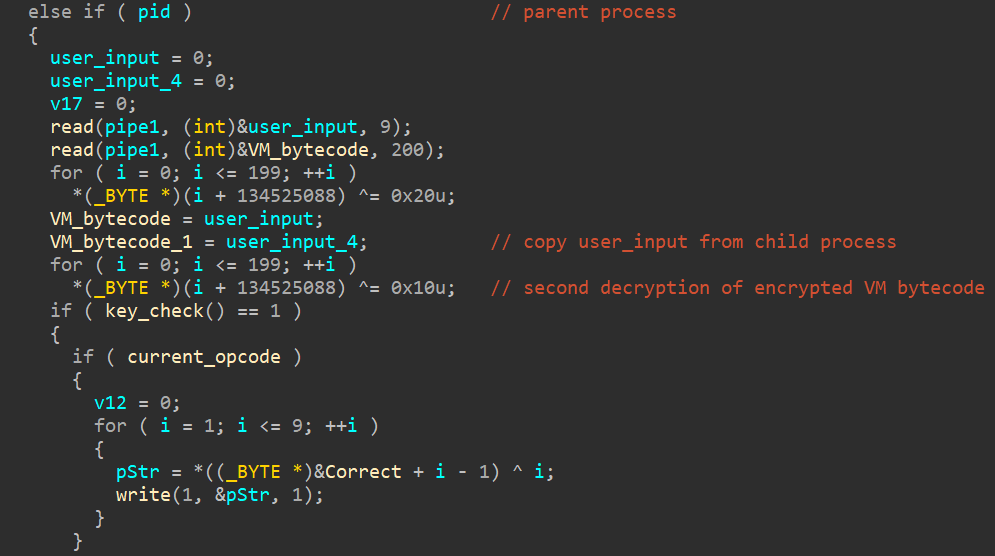 else if ( pid ) // parent process
{
user_input = 0;
user_input_4 = 0;
v17 = 0;
read(pipe1, (int)&user_input, 9);
read(pipe1, (int)&VM_bytecode, 200);
for ( i = 0; i <= 199; ++i )
*(_BYTE *)(i + 134525088) ^= 0x20u;
VM_bytecode = user_input;
VM_bytecode_1 = user_input_4; // copy user_input from child process
for ( i = 0; i <= 199; ++i )
*(_BYTE *)(i + 134525088) ^= 0x10u; // second decryption of encrypted VM bytecode
if ( key_check() == 1 )
{
if ( current_opcode )
{
v12 = 0;
for ( i = 1; i <= 9; ++i )
{
pStr = *((_BYTE *)&Correct + i - 1) ^ i;
write(1, &pStr, 1);
}
}